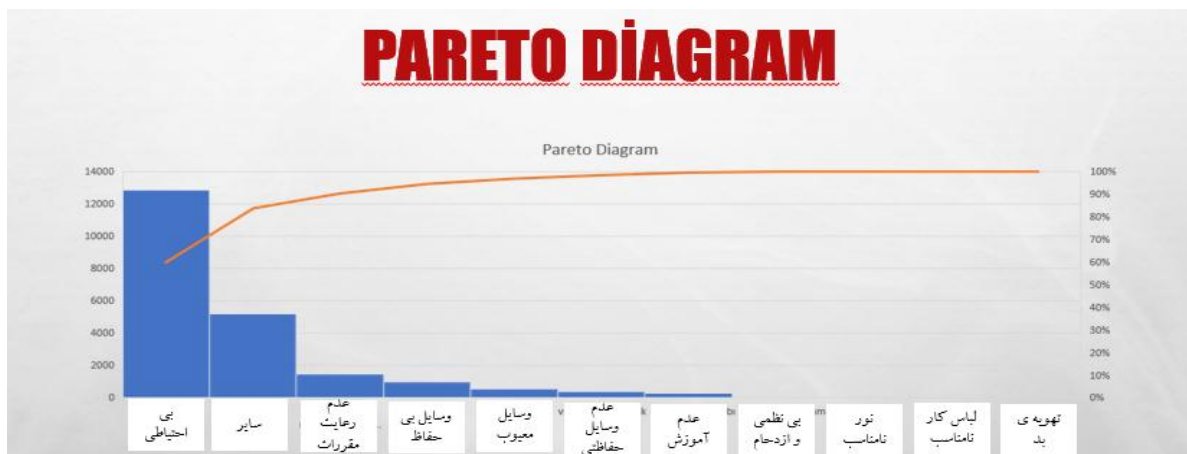 PARETO DİAGRAM
Pareto Diagram
14000
12000
10000
8000
6000
4000
2000
0
100%
90%
80%
70%
60%
50%
40%
30%
20%
10%
0%
بی
احتیاطی
سایر
عدم
رعایت
مقررات
وسایل بی
حفاظ
وسایل
معیوب
عدم
وسایل
حفاظتی
عدم
آموزش
بی نظمی
و ازدحام
نور
نامناسب
لباس کار
نامناسب
تهویه ی
بد